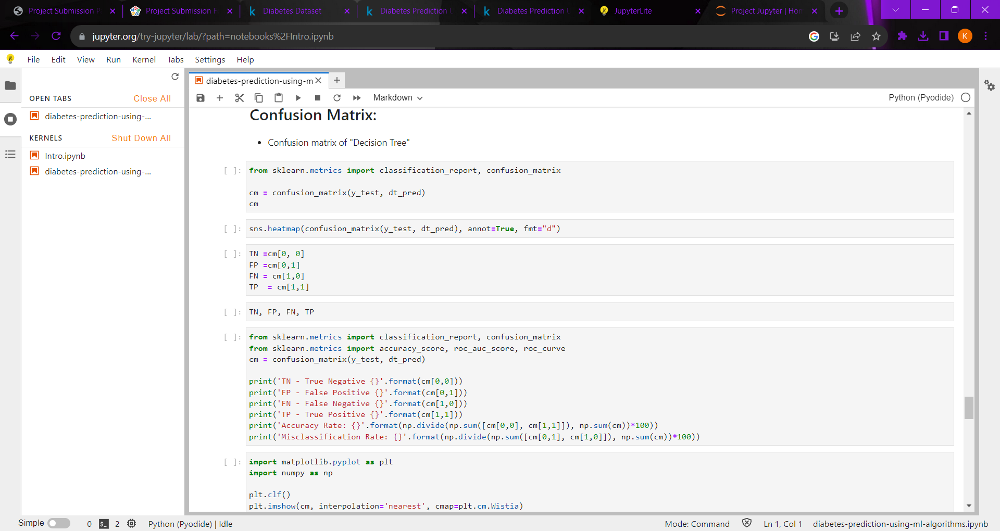 Project Submission P
Project Submission F
Diabetes Dataset
Diabetes Prediction U
Diabetes Prediction U
JupyterLite
Project Jupyter | Hom
jupyter.org/try-jupyter/lab/?path=notebooks%2FIntro.ipynb
K
File Edit View Run Kernel Tabs Settings Help
OPEN TABS Close All
diabetes-prediction-using-...
KERNELS Shut Down All
Intro.ipynb
diabetes-prediction-using-...
diabetes-prediction-using-m
Markdown
Python (Pyodide)
Confusion Matrix:
• Confusion matrix of "Decision Tree"
[ ]: from sklearn.metrics import classification_report, confusion_matrix
cm = confusion_matrix(y_test, dt_pred)
cm
[ ]: sns.heatmap(confusion_matrix(y_test, dt_pred), annot=True, fmt="d")
[ ]: TN =cm[0, 0]
FP =cm[0,1]
FN = cm[1,0]
TP  = cm[1,1]
[ ]: TN, FP, FN, TP
[ ]: from sklearn.metrics import classification_report, confusion_matrix
from sklearn.metrics import accuracy_score, roc_auc_score, roc_curve
cm = confusion_matrix(y_test, dt_pred)
print('TN - True Negative {}'.format(cm[0,0]))
print('FP - False Positive {}'.format(cm[0,1]))
print('FN - False Negative {}'.format(cm[1,0]))
print('TP - True Positive {}'.format(cm[1,1]))
print('Accuracy Rate: {}'.format(np.divide(np.sum([cm[0,0], cm[1,1]]), np.sum(cm))*100))
print('Misclassification Rate: {}'.format(np.divide(np.sum([cm[0,1], cm[1,0]]), np.sum(cm))*100))
[ ]: import matplotlib.pyplot as plt
import numpy as np
plt.clf()
plt.imshow(cm, interpolation='nearest', cmap=plt.cm.Wistia)
Simple 0 $_ 2 Python (Pyodide) | Idle
Mode: Command Ln 1, Col 1 diabetes-prediction-using-ml-algorithms.ipynb